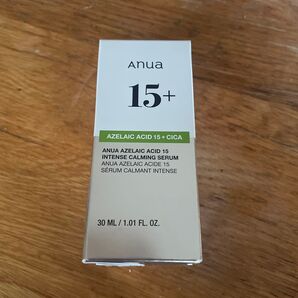 Anua
15+
AZELAIC ACID 15 + CICA
ANUA AZELAIC ACID 15
INTENSE CALMING SERUM
ANUA AZELAIC ACIDE 15
SÉRUM CALMANT INTENSE
30 ML / 1.01 FL. OZ.